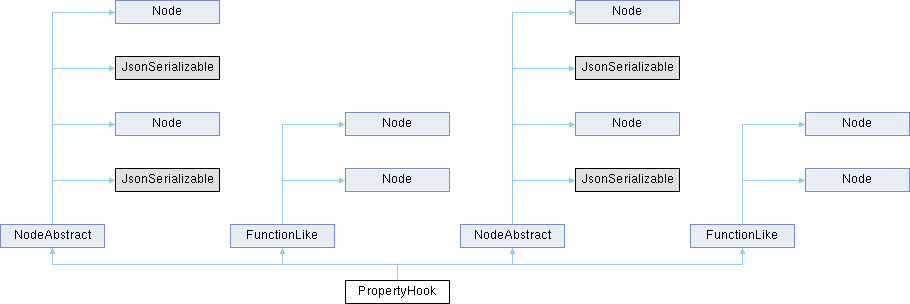 Node
Node
JsonSerializable
JsonSerializable
Node
Node
Node
Node
JsonSerializable
Node
JsonSerializable
Node
NodeAbstract
FunctionLike
NodeAbstract
FunctionLike
PropertyHook